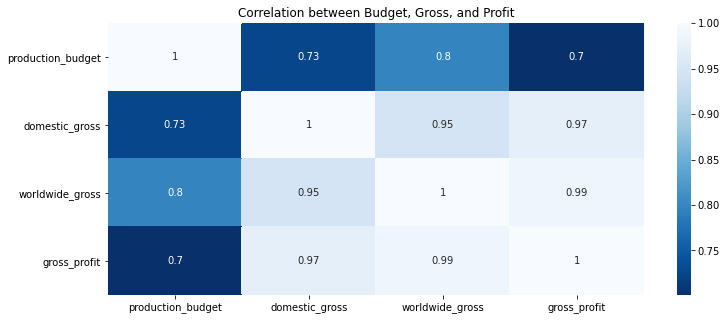 Correlation between Budget, Gross, and Profit
production_budget 1 0.73 0.8 0.7
domestic_gross 0.73 1 0.95 0.97
worldwide_gross 0.8 0.95 1 0.99
gross_profit 0.7 0.97 0.99 1
production_budget domestic_gross worldwide_gross gross_profit
1.00
0.95
0.90
0.85
0.80
0.75